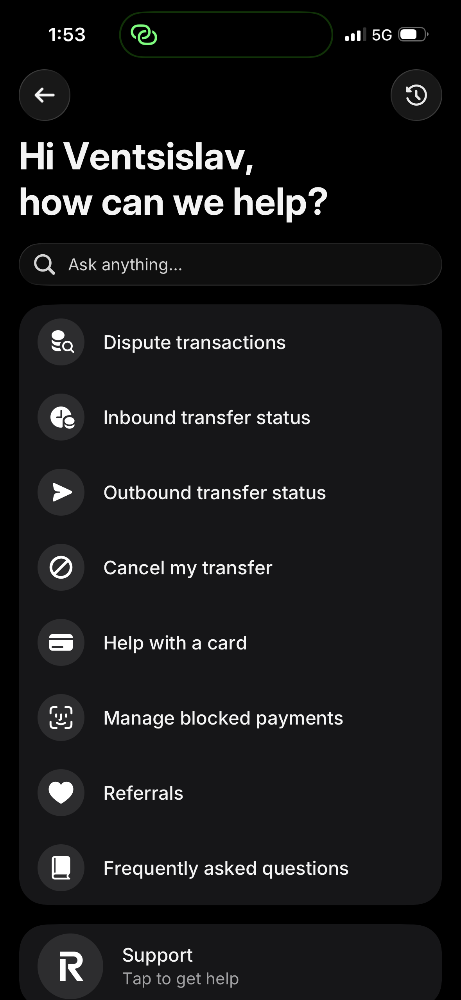 1:53
5G
Hi Ventsislav,
how can we help?
Ask anything...
Dispute transactions
Inbound transfer status
Outbound transfer status
Cancel my transfer
Help with a card
Manage blocked payments
Referrals
Frequently asked questions
Support
Tap to get help